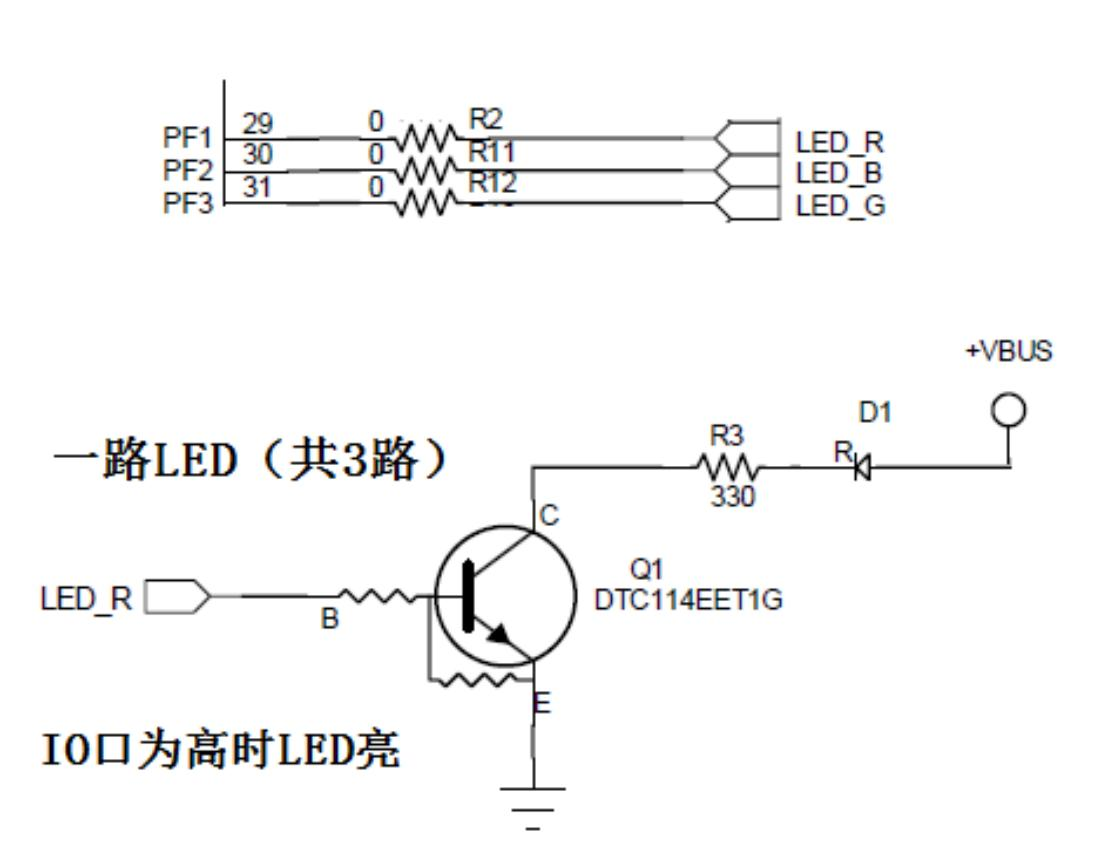 PF1 29 0 R2 LED_R
PF2 30 0 R11 LED_B
PF3 31 0 R12 LED_G
+VBUS
D1
一路LED（共3路）
R3
R
330
C
Q1
LED_R
DTC114EET1G
B
E
IO口为高时LED亮